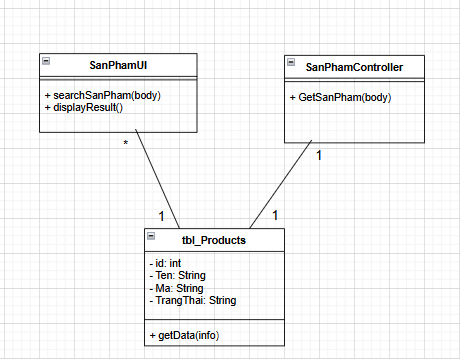 SanPhamUI
+ searchSanPham(body)
+ displayResult()
SanPhamController
+ GetSanPham(body)
*
1
1
1
tbl_Products
- id: int
- Ten: String
- Ma: String
- TrangThai: String
+ getData(info)